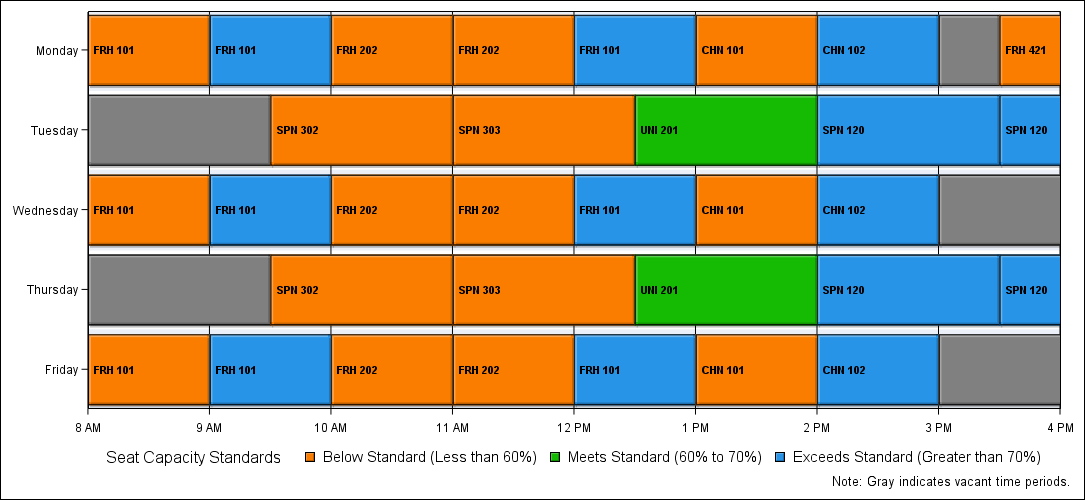 Monday FRH 101 FRH 101 FRH 202 FRH 202 FRH 101 CHN 101 CHN 102 FRH 421
Tuesday SPN 302 SPN 303 UNI 201 SPN 120 SPN 120
Wednesday FRH 101 FRH 101 FRH 202 FRH 202 FRH 101 CHN 101 CHN 102
Thursday SPN 302 SPN 303 UNI 201 SPN 120 SPN 120
Friday FRH 101 FRH 101 FRH 202 FRH 202 FRH 101 CHN 101 CHN 102
8 AM 9 AM 10 AM 11 AM 12 PM 1 PM 2 PM 3 PM 4 PM
Seat Capacity Standards Below Standard (Less than 60%) Meets Standard (60% to 70%) Exceeds Standard (Greater than 70%)
Note: Gray indicates vacant time periods.